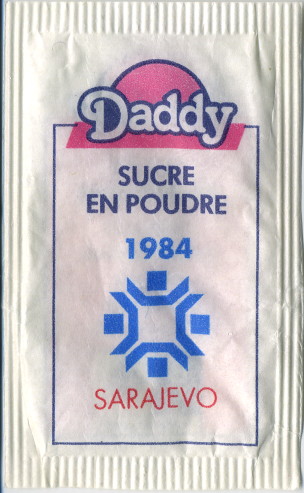 Daddy
SUCRE
EN POUDRE
1984
SARAJEVO